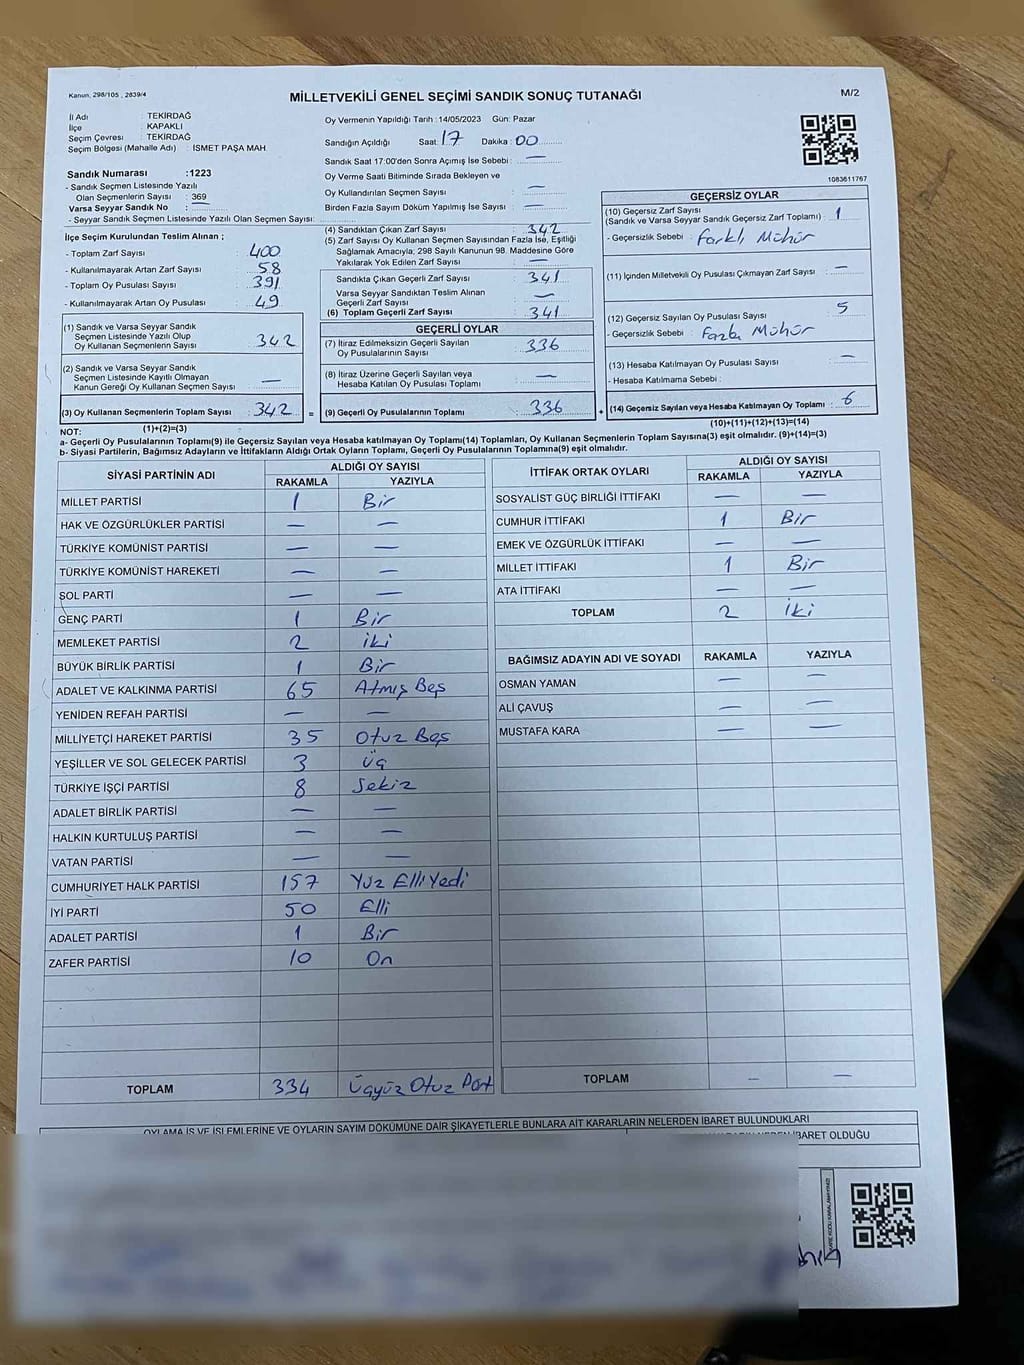 Kanun, 298/105 , 2839/4
MİLLETVEKİLİ GENEL SEÇİMİ SANDIK SONUÇ TUTANAĞI
M/2
İl Adı : TEKİRDAĞ
İlçe : KAPAKLI
Seçim Çevresi : TEKİRDAĞ
Seçim Bölgesi (Mahalle Adı) : İSMET PAŞA MAH.
Sandık Numarası :1223
- Sandık Seçmen Listesinde Yazılı
Olan Seçmenlerin Sayısı : 369
Varsa Seyyar Sandık No : —
- Seyyar Sandık Seçmen Listesinde Yazılı Olan Seçmen Sayısı:
Oy Vermenin Yapıldığı Tarih :14/05/2023 Gün: Pazar
Sandığın Açıldığı Saat: 17 Dakika : 00
Sandık Saat 17:00'den Sonra Açımış İse Sebebi : —
Oy Verme Saati Bitiminde Sırada Bekleyen ve
Oy Kullandırılan Seçmen Sayısı : —
Birden Fazla Sayım Döküm Yapılmış İse Sayısı : —
1083611767
İlçe Seçim Kurulundan Teslim Alınan ;
- Toplam Zarf Sayısı : 400
- Kullanılmayarak Artan Zarf Sayısı : 58
- Toplam Oy Pusulası Sayısı : 391
- Kullanılmayarak Artan Oy Pusulası : 49
(1) Sandık ve Varsa Seyyar Sandık
Seçmen Listesinde Yazılı Olup
Oy Kullanan Seçmenlerin Sayısı : 342
(2) Sandık ve Varsa Seyyar Sandık
Seçmen Listesinde Kayıtlı Olmayan
Kanun Gereği Oy Kullanan Seçmen Sayısı : —
(3) Oy Kullanan Seçmenlerin Toplam Sayısı : 342 =
(1)+(2)=(3)
(4) Sandıktan Çıkan Zarf Sayısı : 342
(5) Zarf Sayısı Oy Kullanan Seçmen Sayısından Fazla İse, Eşitliği
Sağlamak Amacıyla, 298 Sayılı Kanunun 98. Maddesine Göre
Yakılarak Yok Edilen Zarf Sayısı : —
Sandıkta Çıkan Geçerli Zarf Sayısı : 341
Varsa Seyyar Sandıktan Teslim Alınan
Geçerli Zarf Sayısı : —
(6) Toplam Geçerli Zarf Sayısı : 341
GEÇERLİ OYLAR
(7) İtiraz Edilmeksizin Geçerli Sayılan
Oy Pusulalarının Sayısı : 336
(8) İtiraz Üzerine Geçerli Sayılan veya
Hesaba Katılan Oy Pusulası Toplamı : —
(9) Geçerli Oy Pusulalarının Toplamı : 336 +
GEÇERSİZ OYLAR
(10) Geçersiz Zarf Sayısı
(Sandık ve Varsa Seyyar Sandık Geçersiz Zarf Toplamı) : 1
- Geçersizlik Sebebi : Farklı Mühür
(11) İçinden Milletvekili Oy Pusulası Çıkmayan Zarf Sayısı : —
(12) Geçersiz Sayılan Oy Pusulası Sayısı : 5
- Geçersizlik Sebebi : Fazla Mühür
(13) Hesaba Katılmayan Oy Pusulası Sayısı : —
- Hesaba Katılmama Sebebi :
(14) Geçersiz Sayılan veya Hesaba Katılmayan Oy Toplamı : 6
(10)+(11)+(12)+(13)=(14)
NOT:
a- Geçerli Oy Pusulalarının Toplamı(9) ile Geçersiz Sayılan veya Hesaba katılmayan Oy Toplamı(14) Toplamları, Oy Kullanan Seçmenlerin Toplam Sayısına(3) eşit olmalıdır. (9)+(14)=(3)
b- Siyasi Partilerin, Bağımsız Adayların ve İttifakların Aldığı Ortak Oyların Toplamı, Geçerli Oy Pusulalarının Toplamına(9) eşit olmalıdır.
SİYASİ PARTİNİN ADI ALDIĞI OY SAYISI
RAKAMLA YAZIYLA
MİLLET PARTİSİ 1 Bir
HAK VE ÖZGÜRLÜKLER PARTİSİ — —
TÜRKİYE KOMÜNİST PARTİSİ — —
TÜRKİYE KOMÜNİST HAREKETİ — —
SOL PARTİ — —
GENÇ PARTİ 1 Bir
MEMLEKET PARTİSİ 2 iki
BÜYÜK BİRLİK PARTİSİ 1 Bir
ADALET VE KALKINMA PARTİSİ 65 Atmış Beş
YENİDEN REFAH PARTİSİ — —
MİLLİYETÇİ HAREKET PARTİSİ 35 Otuz Beş
YEŞİLLER VE SOL GELECEK PARTİSİ 3 üç
TÜRKİYE İŞÇİ PARTİSİ 8 Sekiz
ADALET BİRLİK PARTİSİ — —
HALKIN KURTULUŞ PARTİSİ — —
VATAN PARTİSİ — —
CUMHURİYET HALK PARTİSİ 157 Yüz Elli Yedi
İYİ PARTİ 50 Elli
ADALET PARTİSİ 1 Bir
ZAFER PARTİSİ 10 On
TOPLAM 334 Üçyüz Otuz Dört
İTTİFAK ORTAK OYLARI ALDIĞI OY SAYISI
RAKAMLA YAZIYLA
SOSYALİST GÜÇ BİRLİĞİ İTTİFAKI — —
CUMHUR İTTİFAKI 1 Bir
EMEK VE ÖZGÜRLÜK İTTİFAKI — —
MİLLET İTTİFAKI 1 Bir
ATA İTTİFAKI — —
TOPLAM 2 iki
BAĞIMSIZ ADAYIN ADI VE SOYADI RAKAMLA YAZIYLA
OSMAN YAMAN — —
ALİ ÇAVUŞ — —
MUSTAFA KARA — —
TOPLAM — —
OYLAMA İŞ VE İŞLEMLERİNE VE OYLARIN SAYIM DÖKÜMÜNE DAİR ŞİKAYETLERLE BUNLARA AİT KARARLARIN NELERDEN İBARET BULUNDUKLARI
İBARET OLDUĞU